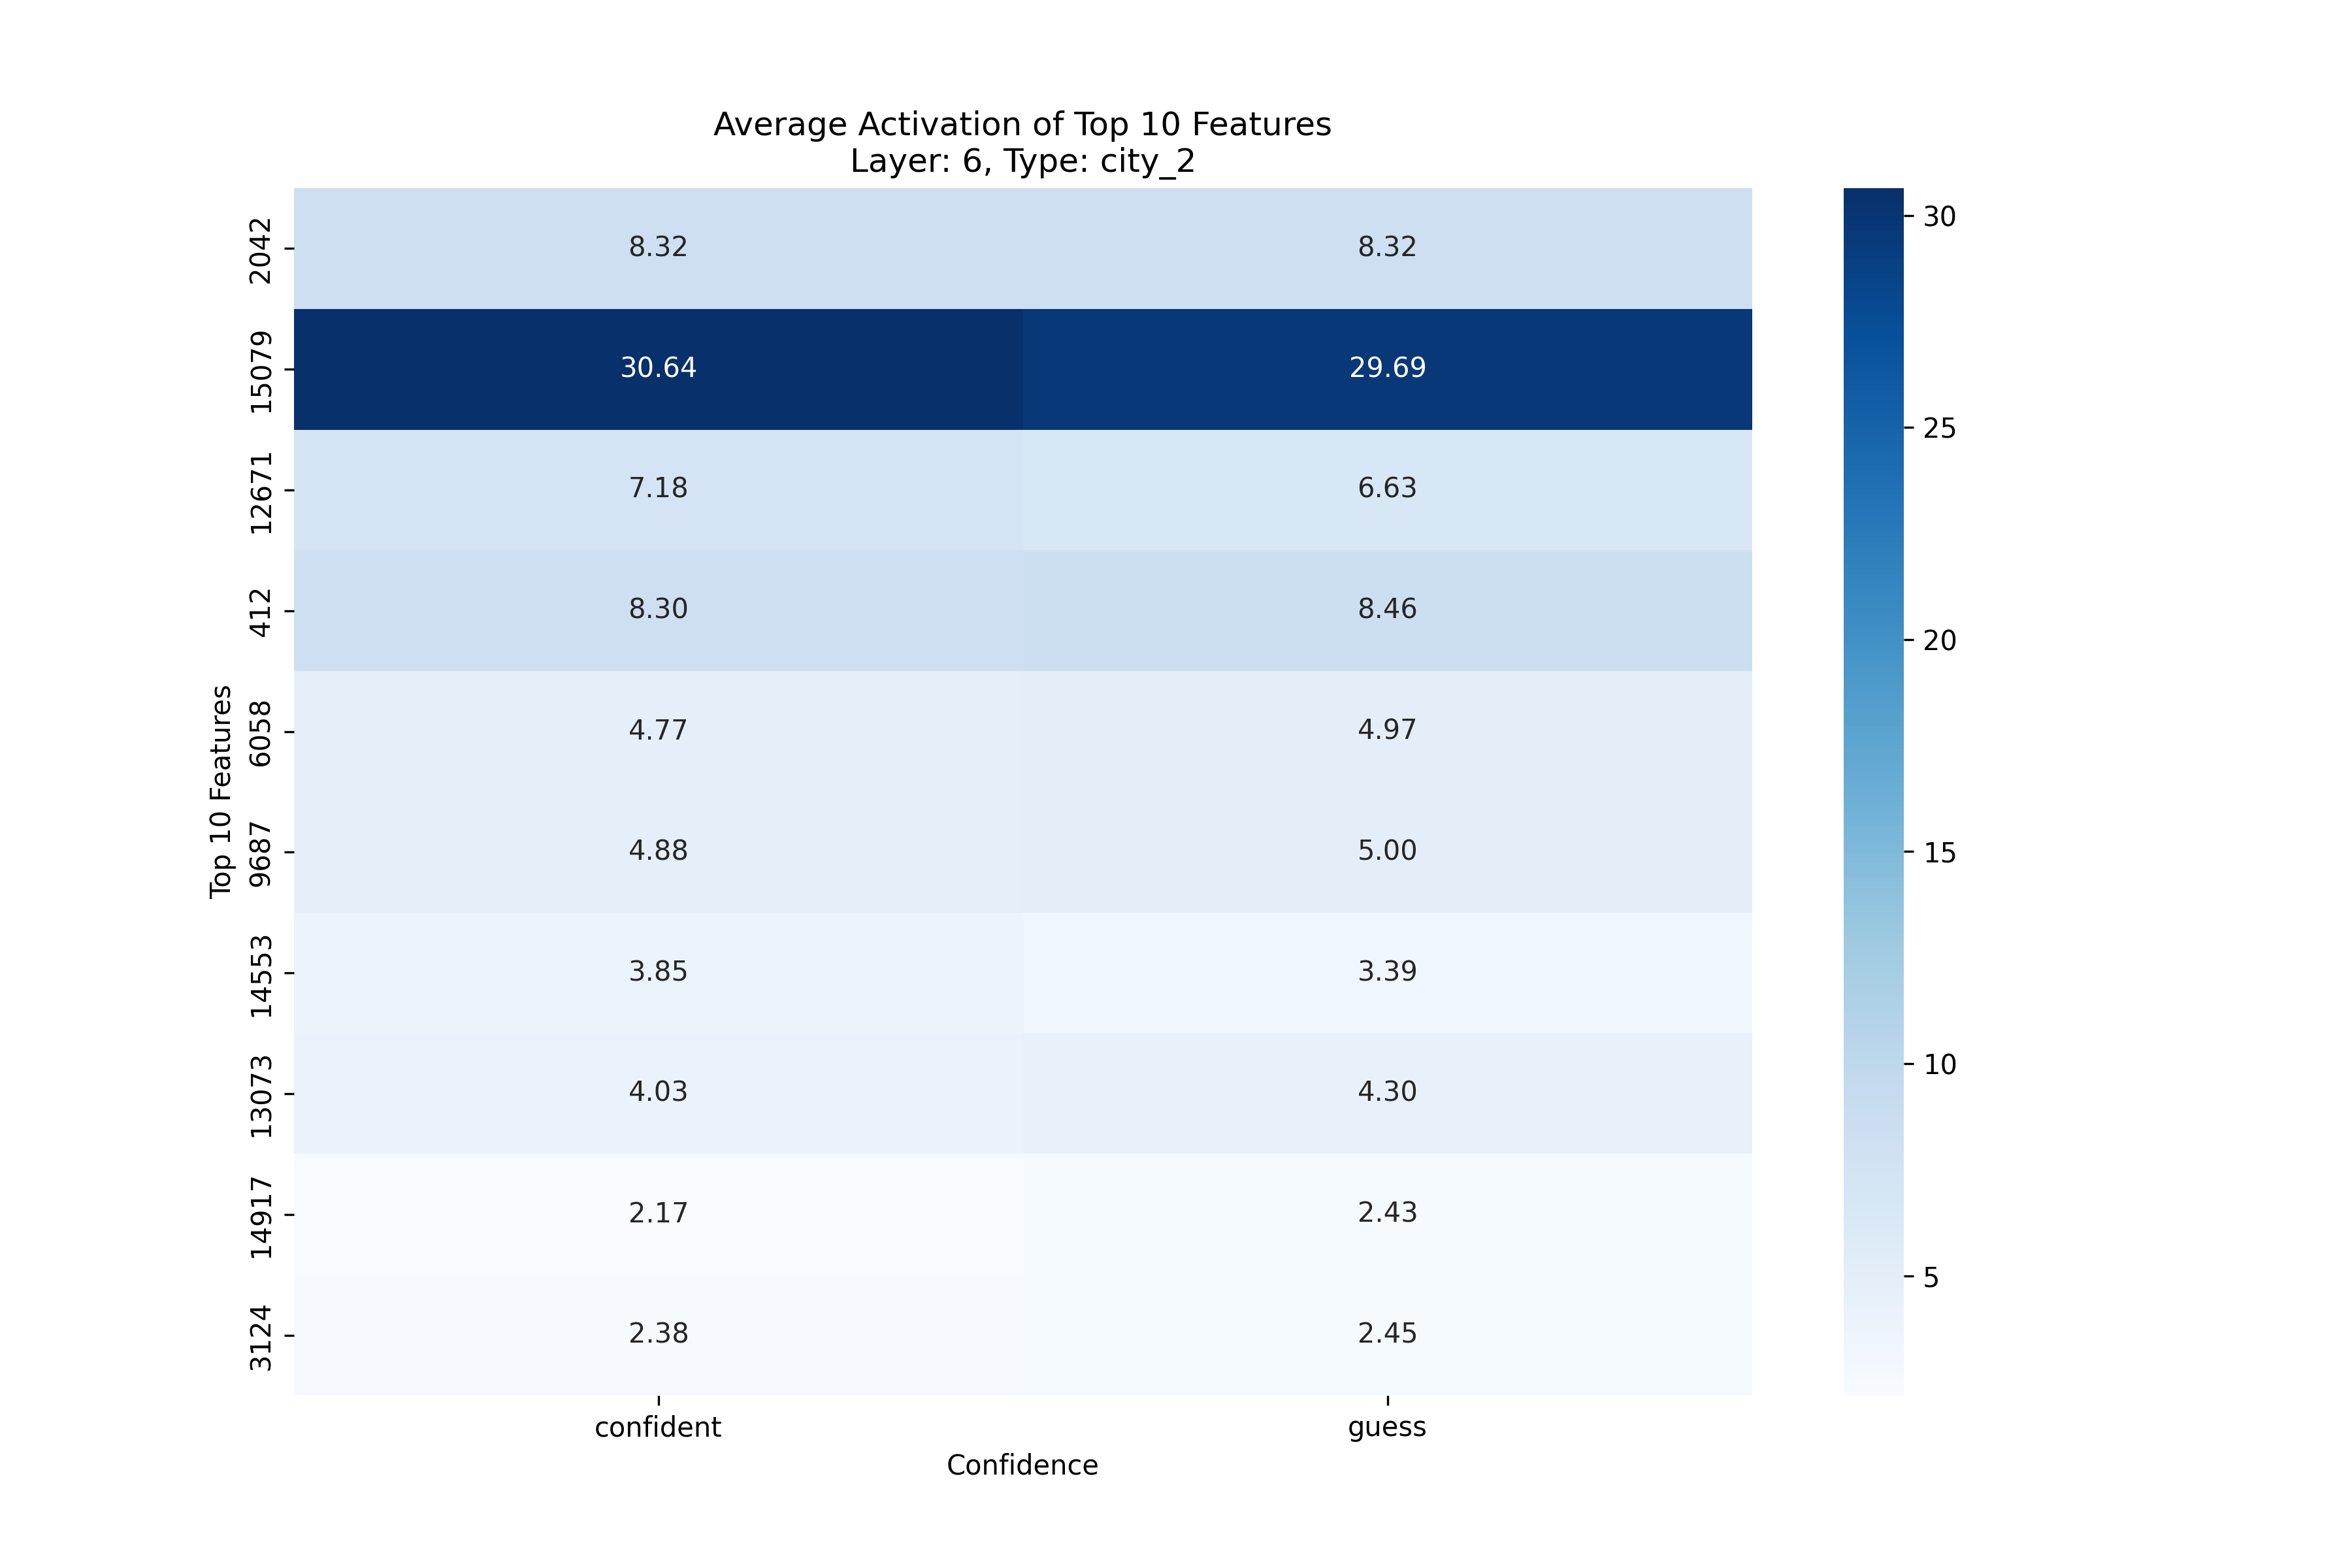 Average Activation of Top 10 Features
Layer: 6, Type: city_2
Top 10 Features
2042 8.32 8.32
15079 30.64 29.69
12671 7.18 6.63
412 8.30 8.46
6058 4.77 4.97
9687 4.88 5.00
14553 3.85 3.39
13073 4.03 4.30
14917 2.17 2.43
3124 2.38 2.45
confident guess
Confidence
30
25
20
15
10
5